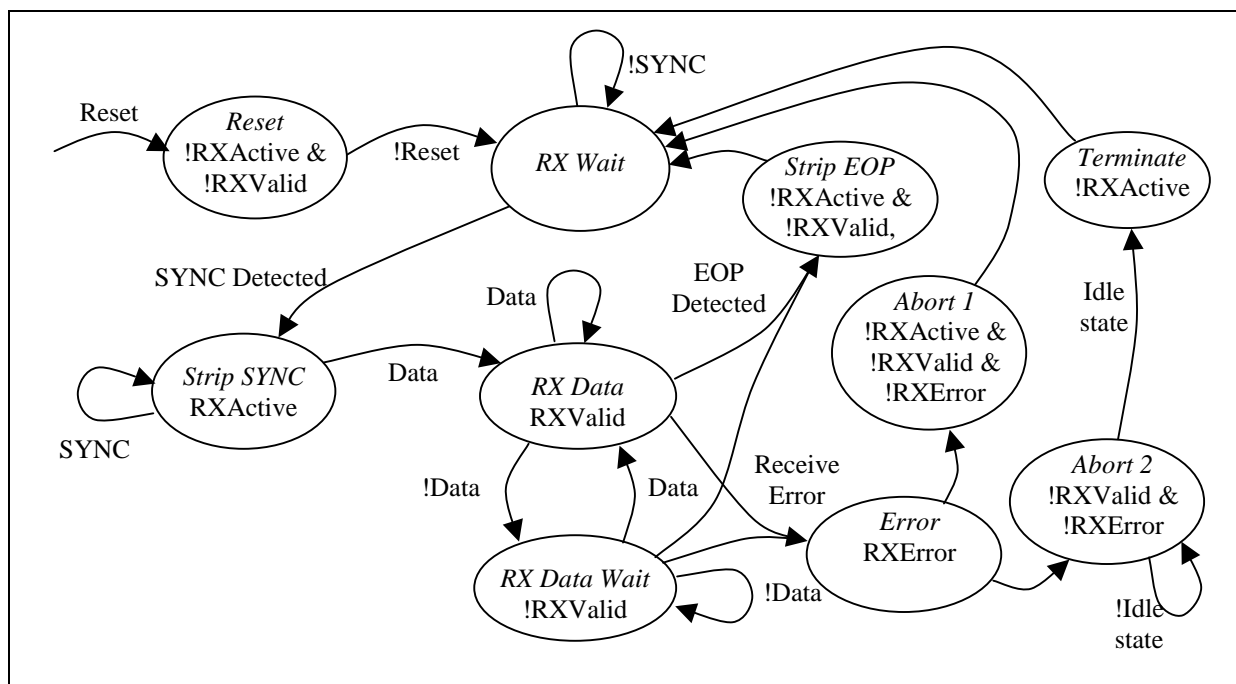 !SYNC
Reset
Reset
!RXActive &
!RXValid
!Reset
RX Wait
Strip EOP
!RXActive &
!RXValid,
Terminate
!RXActive
SYNC Detected
Data
EOP
Detected
Abort 1
!RXActive &
!RXValid &
!RXError
Idle
state
Strip SYNC
RXActive
Data
RX Data
RXValid
SYNC
!Data
Data
Receive
Error
Error
RXError
Abort 2
!RXValid &
!RXError
RX Data Wait
!RXValid
!Data
!Idle
state